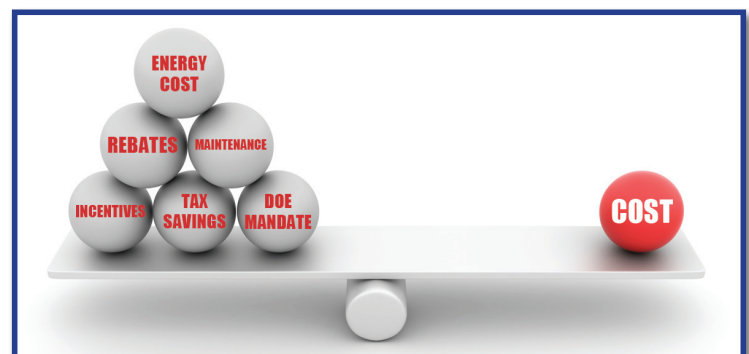 ENERGY
COST
REBATES
MAINTENANCE
INCENTIVES
TAX
SAVINGS
DOE
MANDATE
COST